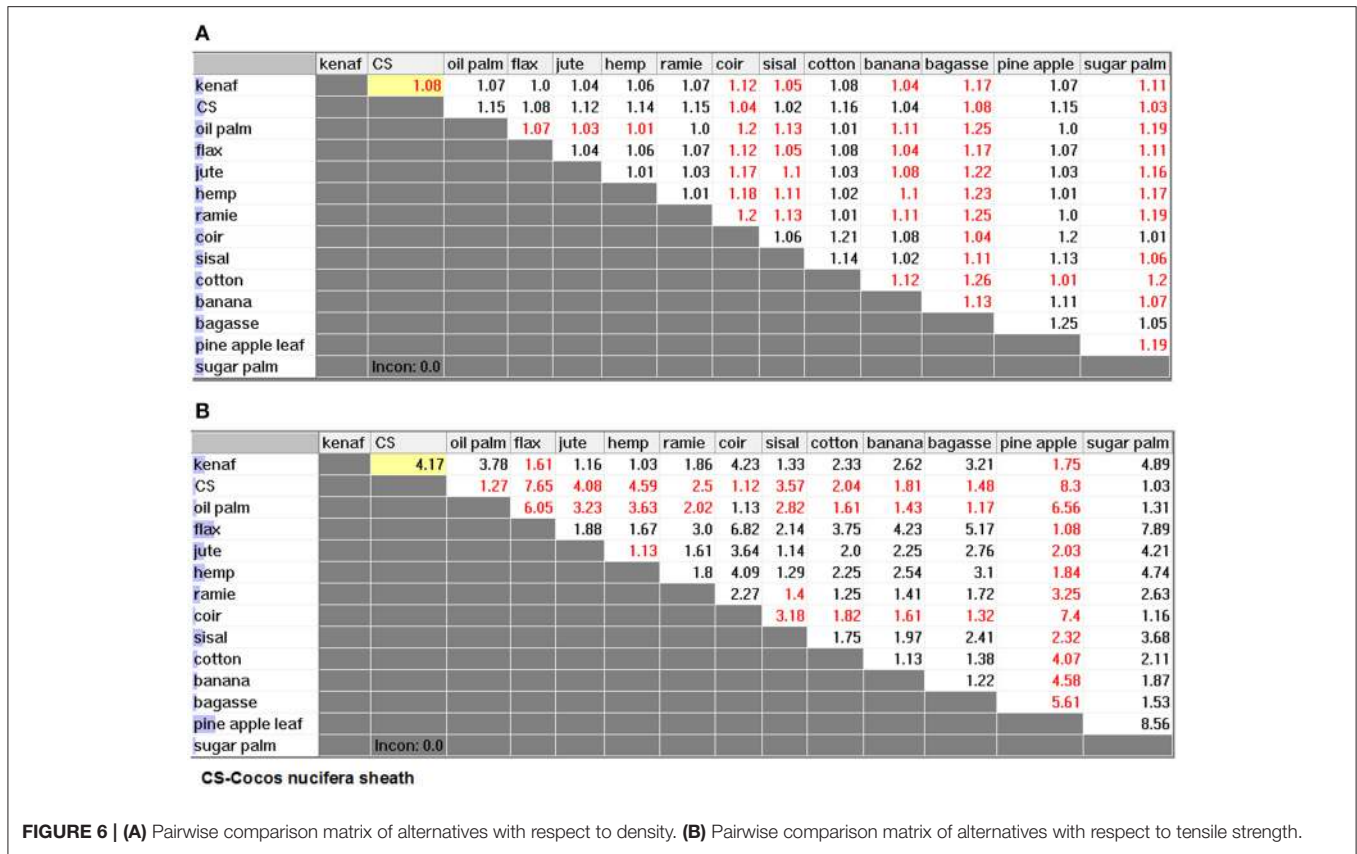 A
kenaf CS oil palm flax jute hemp ramie coir sisal cotton banana bagasse pine apple sugar palm
kenaf 1.08 1.07 1.0 1.04 1.06 1.07 1.12 1.05 1.08 1.04 1.17 1.07 1.11
CS 1.15 1.08 1.12 1.14 1.15 1.04 1.02 1.16 1.04 1.08 1.15 1.03
oil palm 1.07 1.03 1.01 1.0 1.2 1.13 1.01 1.11 1.25 1.0 1.19
flax 1.04 1.06 1.07 1.12 1.05 1.08 1.04 1.17 1.07 1.11
jute 1.01 1.03 1.17 1.1 1.03 1.08 1.22 1.03 1.16
hemp 1.01 1.18 1.11 1.02 1.1 1.23 1.01 1.17
ramie 1.2 1.13 1.01 1.11 1.25 1.0 1.19
coir 1.06 1.21 1.08 1.04 1.2 1.01
sisal 1.14 1.02 1.11 1.13 1.06
cotton 1.12 1.26 1.01 1.2
banana 1.13 1.11 1.07
bagasse 1.25 1.05
pine apple leaf 1.19
sugar palm Incon: 0.0
B
kenaf CS oil palm flax jute hemp ramie coir sisal cotton banana bagasse pine apple sugar palm
kenaf 4.17 3.78 1.61 1.16 1.03 1.86 4.23 1.33 2.33 2.62 3.21 1.75 4.89
CS 1.27 7.65 4.08 4.59 2.5 1.12 3.57 2.04 1.81 1.48 8.3 1.03
oil palm 6.05 3.23 3.63 2.02 1.13 2.82 1.61 1.43 1.17 6.56 1.31
flax 1.88 1.67 3.0 6.82 2.14 3.75 4.23 5.17 1.08 7.89
jute 1.13 1.61 3.64 1.14 2.0 2.25 2.76 2.03 4.21
hemp 1.8 4.09 1.29 2.25 2.54 3.1 1.84 4.74
ramie 2.27 1.4 1.25 1.41 1.72 3.25 2.63
coir 3.18 1.82 1.61 1.32 7.4 1.16
sisal 1.75 1.97 2.41 2.32 3.68
cotton 1.13 1.38 4.07 2.11
banana 1.22 4.58 1.87
bagasse 5.61 1.53
pine apple leaf 8.56
sugar palm Incon: 0.0
CS-Cocos nucifera sheath
FIGURE 6 | (A) Pairwise comparison matrix of alternatives with respect to density. (B) Pairwise comparison matrix of alternatives with respect to tensile strength.